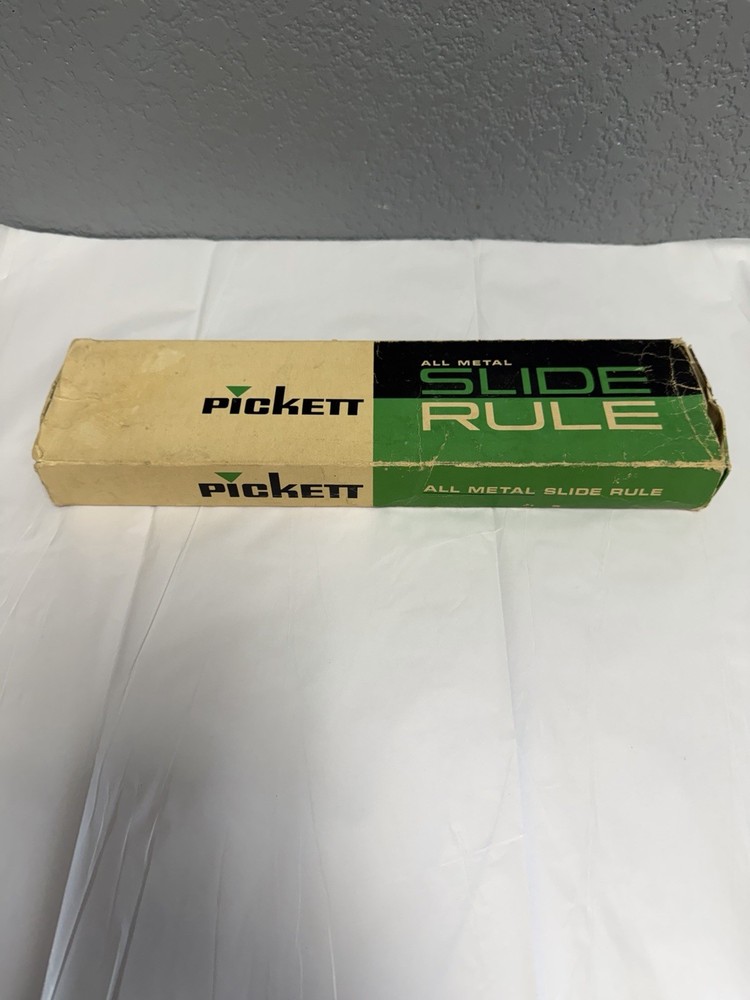 PickETT
ALL METAL
SLIDE
RULE
PickETT
ALL METAL SLIDE RULE